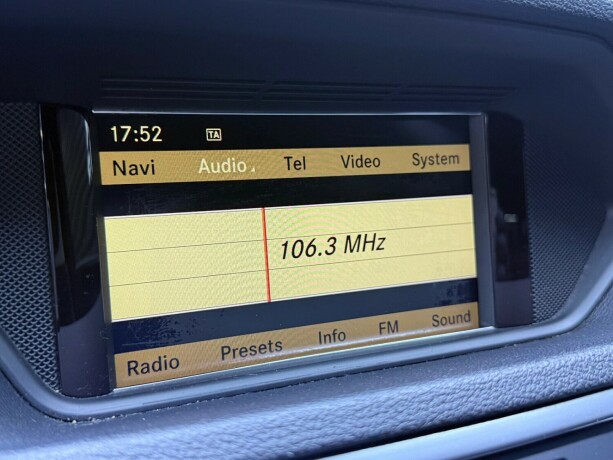 17:52 TA
Navi Audio Tel Video System
106.3 MHz
Radio Presets Info FM Sound